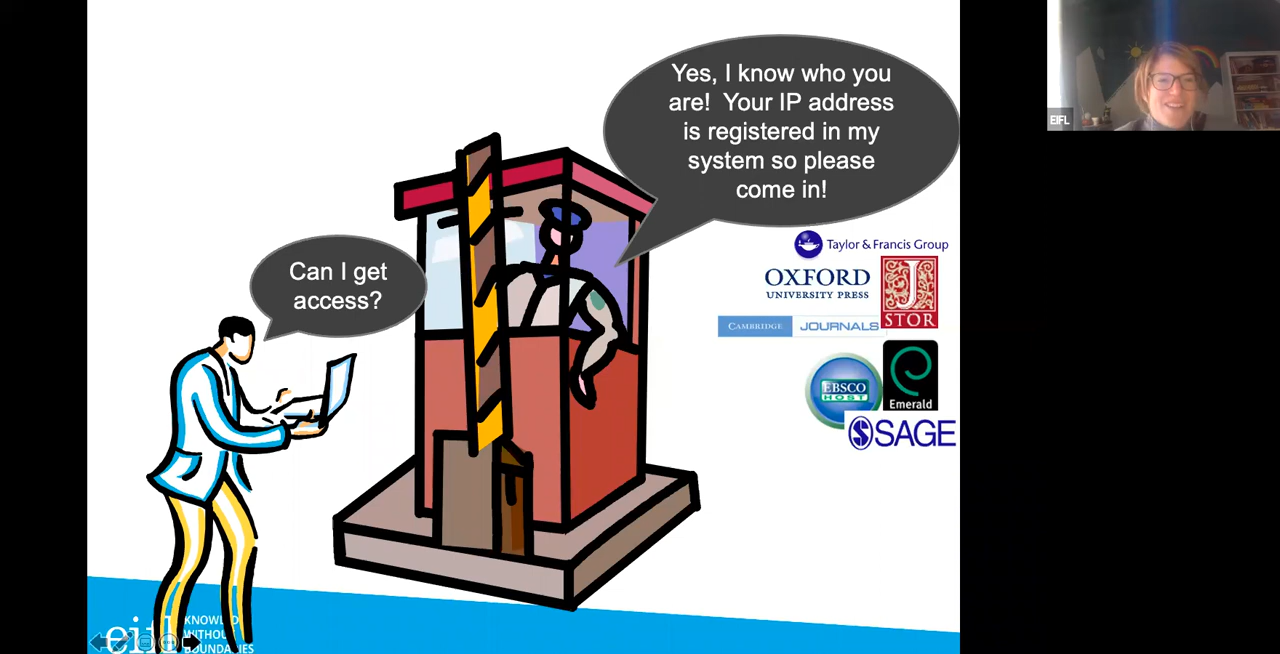 Yes, I know who you
are! Your IP address
is registered in my
system so please
come in!
EIFL
Can I get
access?
Taylor & Francis Group
OXFORD
UNIVERSITY PRESS
J
STOR
CAMBRIDGE JOURNALS
EBSCO
HOST
Emerald
SAGE
eifl